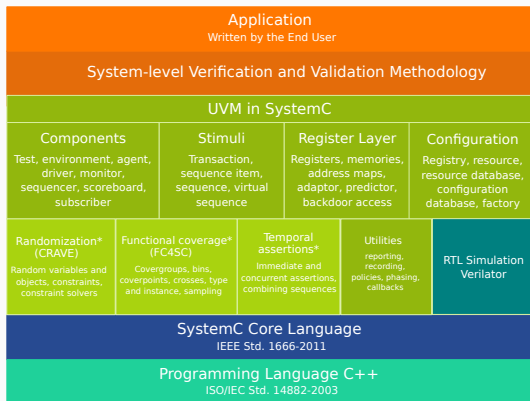 Application
Written by the End User
System-level Verification and Validation Methodology
UVM in SystemC
Components
Test, environment, agent,
driver, monitor,
sequencer, scoreboard,
subscriber
Stimuli
Transaction,
sequence item,
sequence, virtual
sequence
Register Layer
Registers, memories,
address maps,
adaptor, predictor,
backdoor access
Configuration
Registry, resource,
resource database,
configuration
database, factory
Randomization*
(CRAVE)
Random variables and
objects, constraints,
constraint solvers
Functional coverage*
(FC4SC)
Covergroups, bins,
coverpoints, crosses, type
and instance, sampling
Temporal
assertions*
Immediate and
concurrent assertions,
combining sequences
Utilities
reporting,
recording,
policies, phasing,
callbacks
RTL Simulation
Verilator
SystemC Core Language
IEEE Std. 1666-2011
Programming Language C++
ISO/IEC Std. 14882-2003